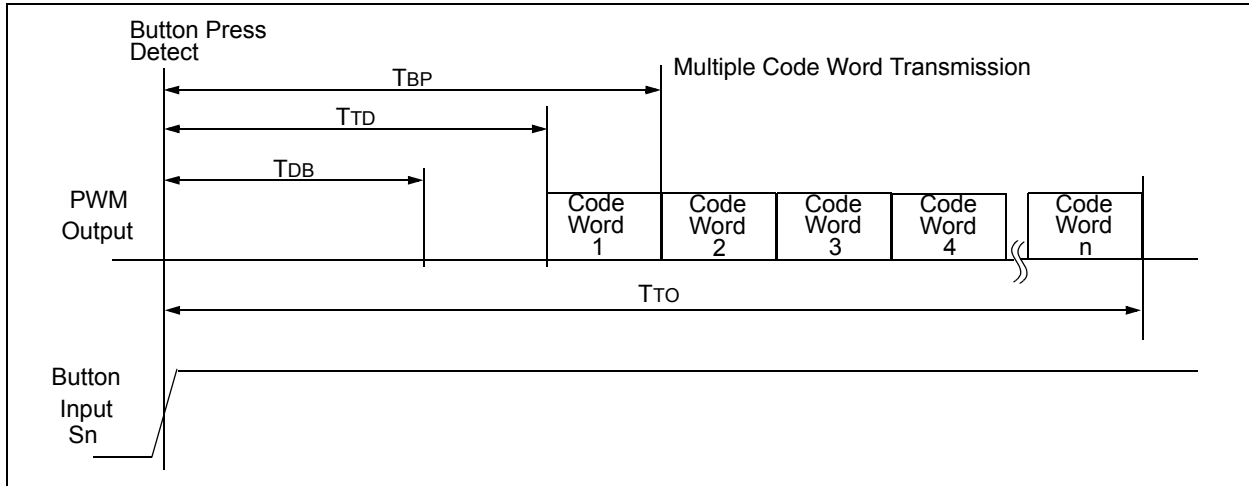 Button Press
Detect
TBP
Multiple Code Word Transmission
TTD
TDB
PWM
Output
Code
Word
1
Code
Word
2
Code
Word
3
Code
Word
4
Code
Word
n
TTO
Button
Input
Sn